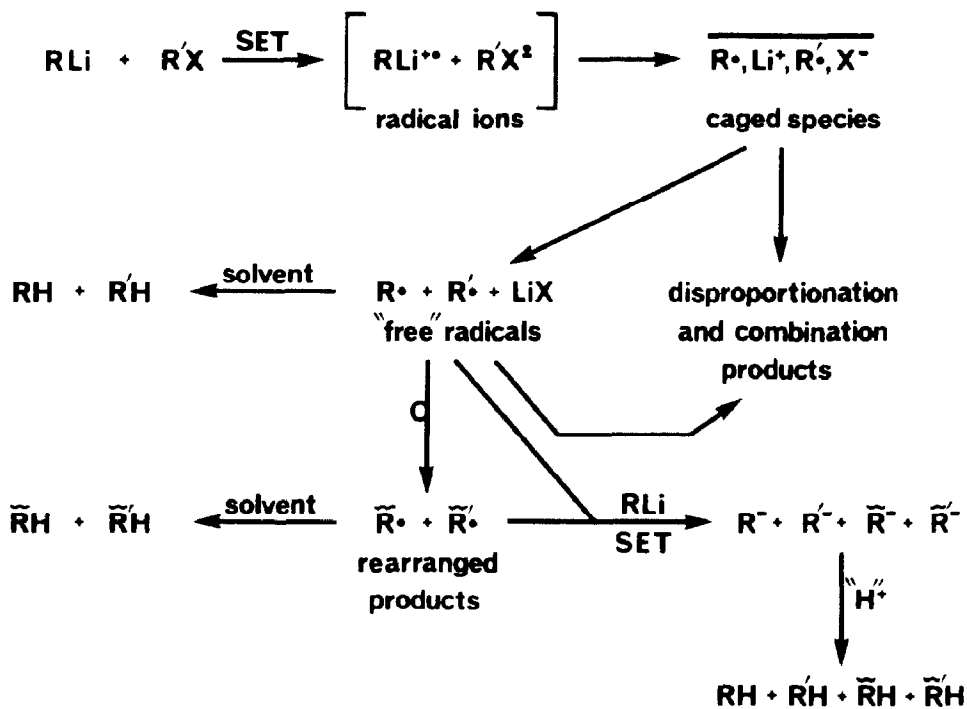 RLi + R′X SET [ RLi⁺• + R′X⨪ ] R•, Li⁺, R′•, X⁻
radical ions
caged species
RH + R′H solvent R• + R′• + LiX
"free" radicals
disproportionation
and combination
products
R̃H + R̃′H solvent R̃• + R̃′• RLi R⁻ + R′⁻ + R̃⁻ + R̃′⁻
SET
rearranged
products
"H"⁺
RH + R′H + R̃H + R̃′H